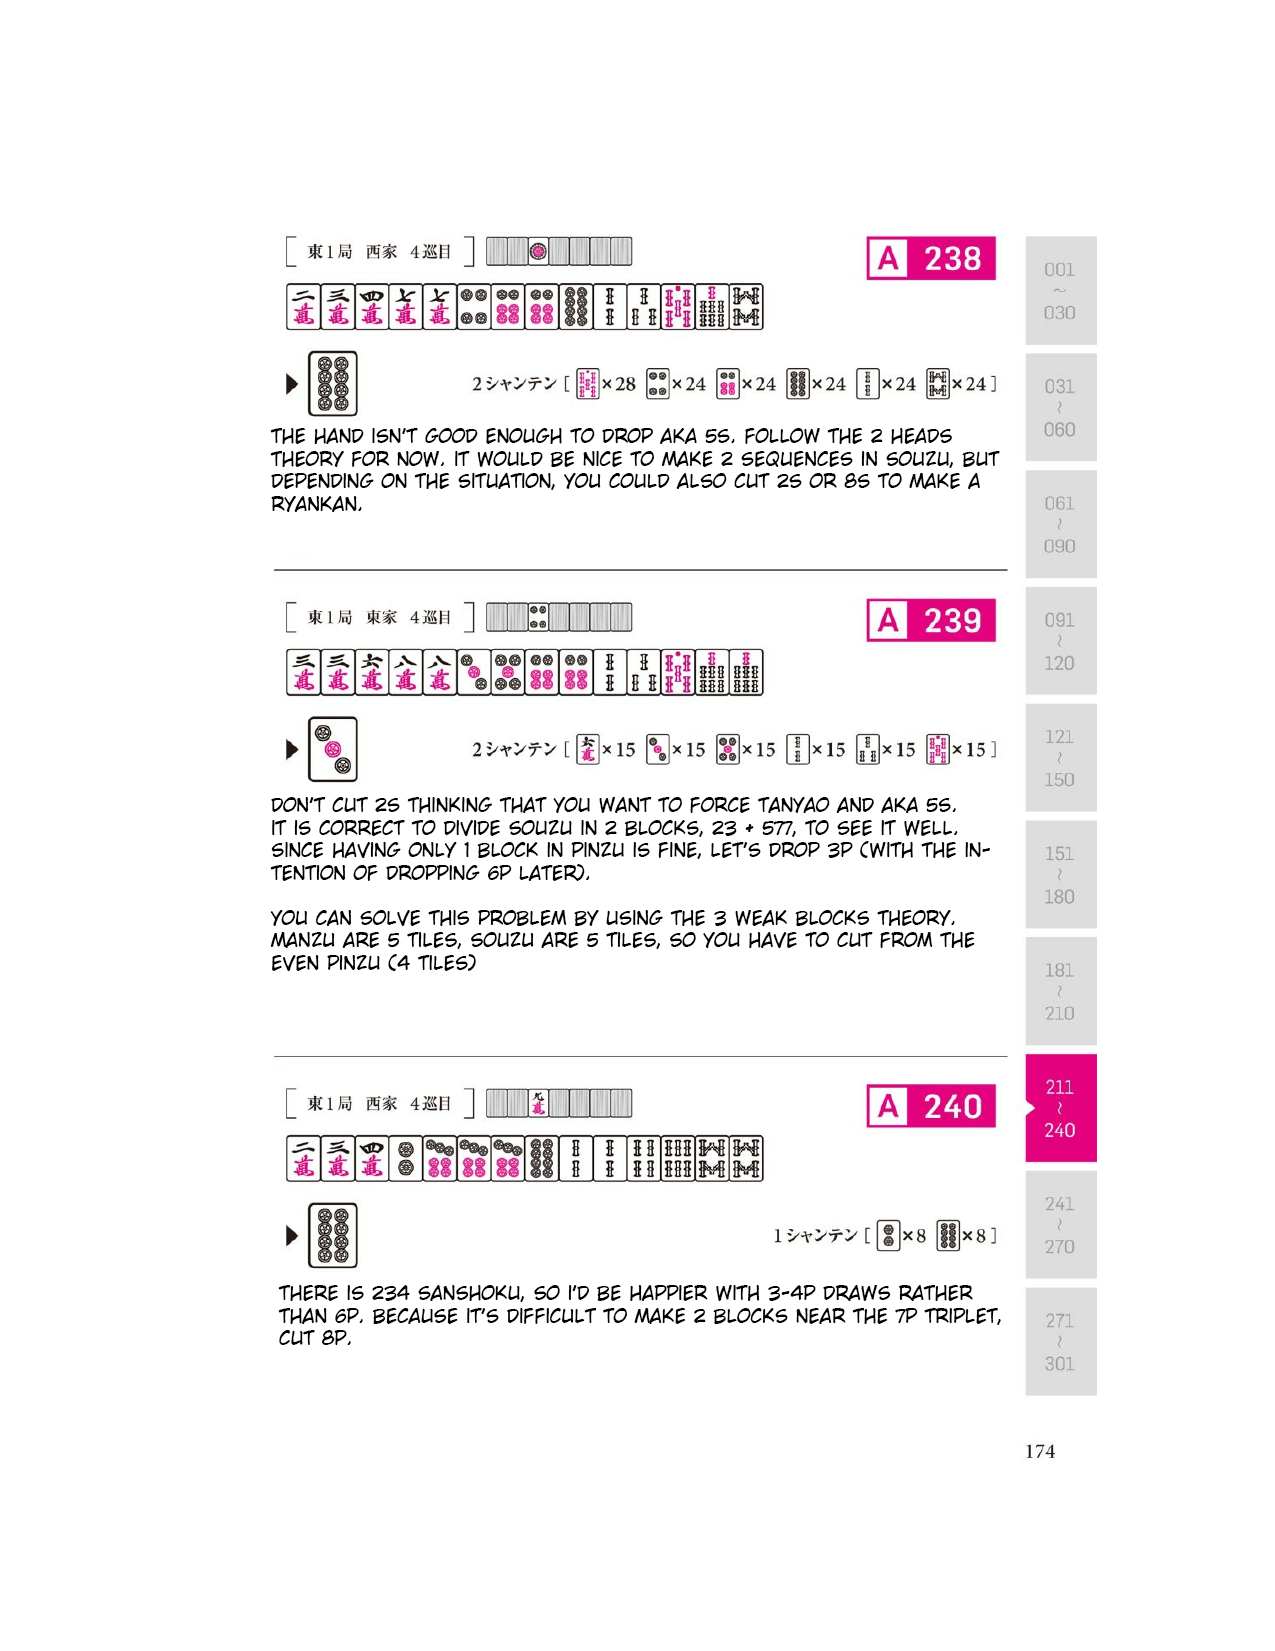 [ 東1局 西家 4巡目 ]
A 238
2シャンテン [ ×28 ×24 ×24 ×24 ×24 ×24 ]
THE HAND ISN'T GOOD ENOUGH TO DROP AKA 5S. FOLLOW THE 2 HEADS
THEORY FOR NOW. IT WOULD BE NICE TO MAKE 2 SEQUENCES IN SOUZU, BUT
DEPENDING ON THE SITUATION, YOU COULD ALSO CUT 2S OR 8S TO MAKE A
RYANKAN.
[ 東1局 東家 4巡目 ]
A 239
2シャンテン [ ×15 ×15 ×15 ×15 ×15 ×15 ]
DON'T CUT 2S THINKING THAT YOU WANT TO FORCE TANYAO AND AKA 5S.
IT IS CORRECT TO DIVIDE SOUZU IN 2 BLOCKS, 23 + 577, TO SEE IT WELL.
SINCE HAVING ONLY 1 BLOCK IN PINZU IS FINE, LET'S DROP 3P (WITH THE IN-
TENTION OF DROPPING 6P LATER).
YOU CAN SOLVE THIS PROBLEM BY USING THE 3 WEAK BLOCKS THEORY.
MANZU ARE 5 TILES, SOUZU ARE 5 TILES, SO YOU HAVE TO CUT FROM THE
EVEN PINZU (4 TILES)
[ 東1局 西家 4巡目 ]
A 240
1シャンテン [ ×8 ×8 ]
THERE IS 234 SANSHOKU, SO I'D BE HAPPIER WITH 3-4P DRAWS RATHER
THAN 6P. BECAUSE IT'S DIFFICULT TO MAKE 2 BLOCKS NEAR THE 7P TRIPLET,
CUT 8P.
001
~
030
031
~
060
061
~
090
091
~
120
121
~
150
151
~
180
181
~
210
211
~
240
241
~
270
271
~
301
174